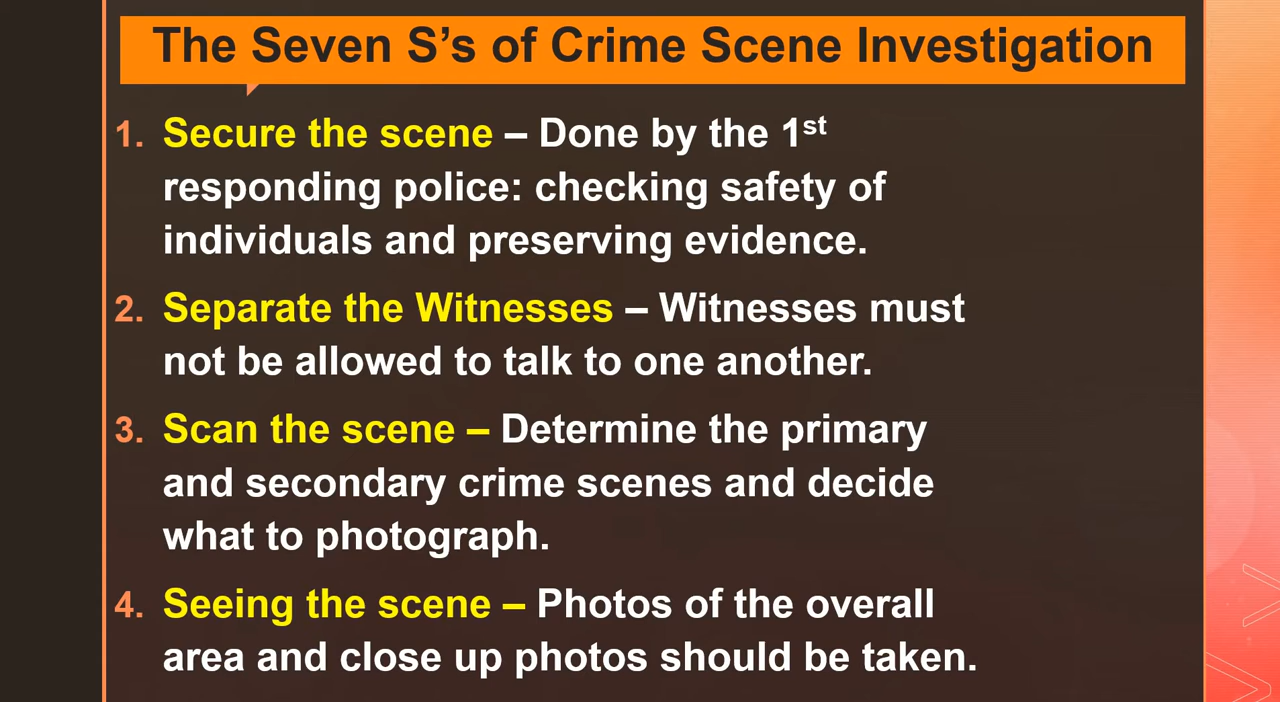 The Seven S’s of Crime Scene Investigation
1. Secure the scene – Done by the 1st
responding police: checking safety of
individuals and preserving evidence.
2. Separate the Witnesses – Witnesses must
not be allowed to talk to one another.
3. Scan the scene – Determine the primary
and secondary crime scenes and decide
what to photograph.
4. Seeing the scene – Photos of the overall
area and close up photos should be taken.